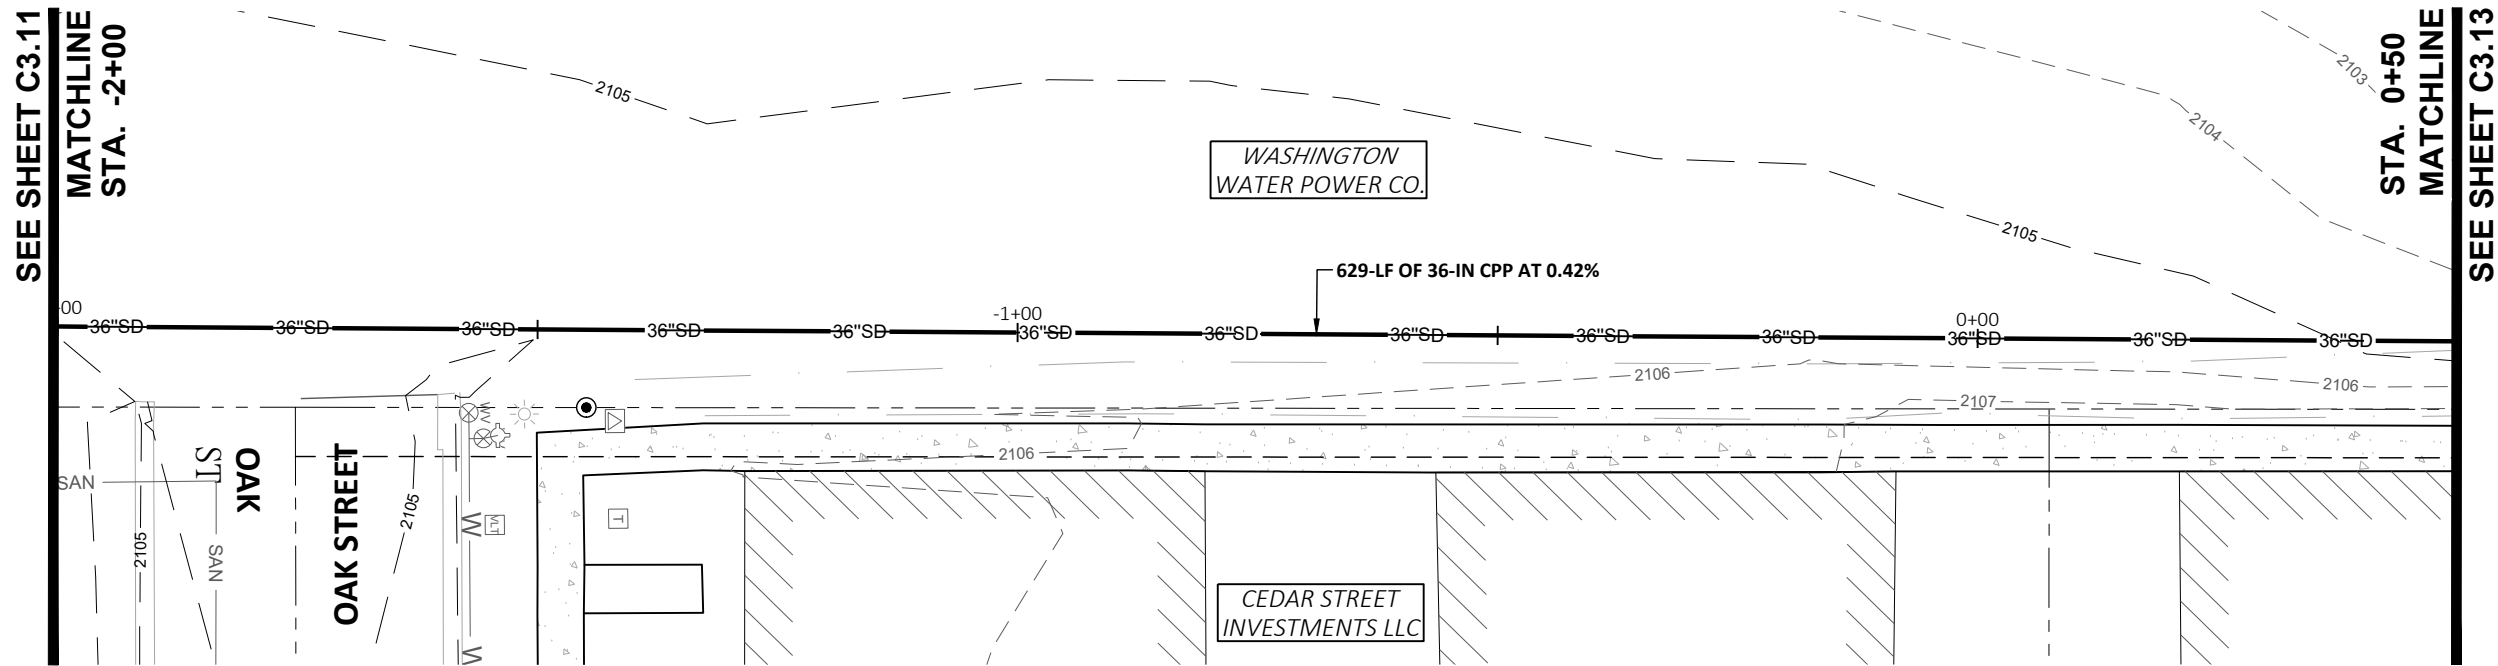 SEE SHEET C3.11
MATCHLINE
STA. -2+00
2105
WASHINGTON
WATER POWER CO.
2103
2104
2105
STA. 0+50
MATCHLINE
SEE SHEET C3.13
629-LF OF 36-IN CPP AT 0.42%
00
-1+00
0+00
36"SD
36"SD
36"SD
36"SD
36"SD
36"SD
36"SD
36"SD
36"SD
36"SD
36"SD
36"SD
36"SD
2106
2106
2107
2106
W
SAN
OAK
ST
OAK STREET
2105
2105
SAN
W
VLT
T
W
CEDAR STREET
INVESTMENTS LLC